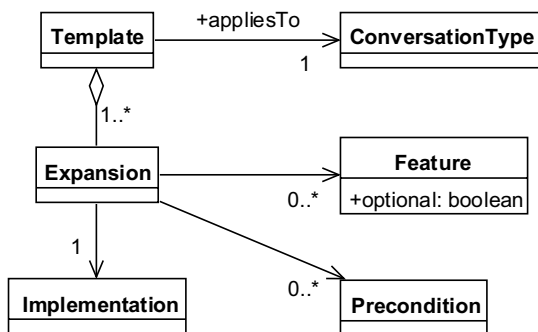 +appliesTo
Template
ConversationType
1
1..*
Feature
Expansion
+optional: boolean
0..*
1
0..*
Implementation
Precondition